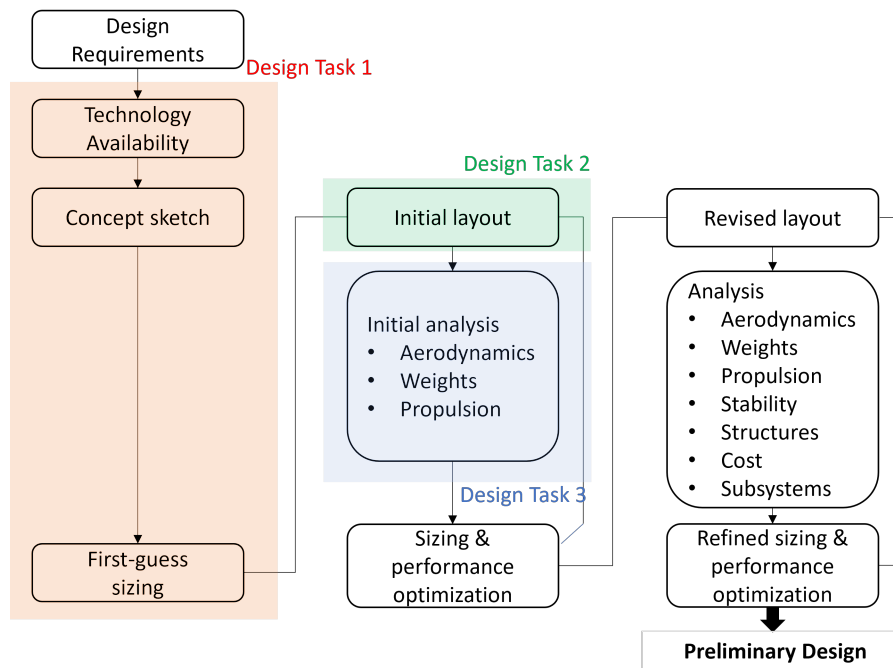 Design
Requirements
Design Task 1
Technology
Availability
Concept sketch
First-guess
sizing
Design Task 2
Initial layout
Initial analysis
• Aerodynamics
• Weights
• Propulsion
Design Task 3
Sizing &
performance
optimization
Revised layout
Analysis
• Aerodynamics
• Weights
• Propulsion
• Stability
• Structures
• Cost
• Subsystems
Refined sizing &
performance
optimization
Preliminary Design